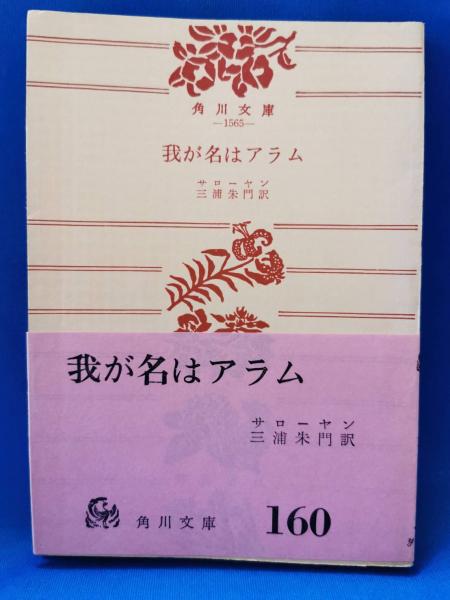 角川文庫
—1565—
我が名はアラム
サローヤン
三浦朱門訳
我が名はアラム
サローヤン
三浦朱門訳
角川文庫 160